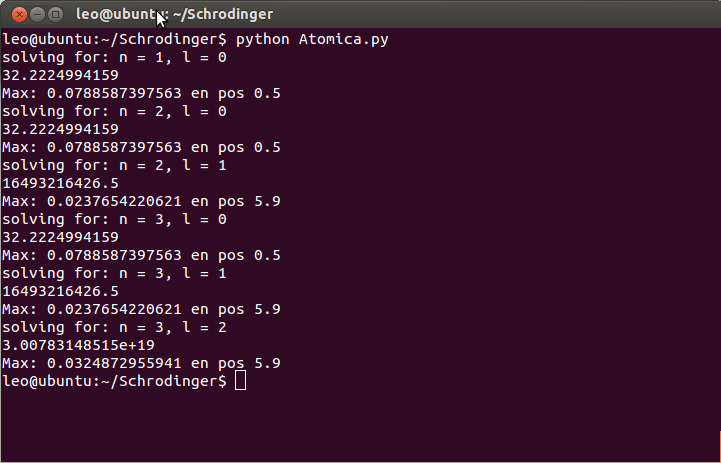 leo@ubuntu: ~/Schrodinger
leo@ubuntu:~/Schrodinger$ python Atomica.py
solving for: n = 1, l = 0
32.2224994159
Max: 0.0788587397563 en pos 0.5
solving for: n = 2, l = 0
32.2224994159
Max: 0.0788587397563 en pos 0.5
solving for: n = 2, l = 1
16493216426.5
Max: 0.0237654220621 en pos 5.9
solving for: n = 3, l = 0
32.2224994159
Max: 0.0788587397563 en pos 0.5
solving for: n = 3, l = 1
16493216426.5
Max: 0.0237654220621 en pos 5.9
solving for: n = 3, l = 2
3.00783148515e+19
Max: 0.0324872955941 en pos 5.9
leo@ubuntu:~/Schrodinger$